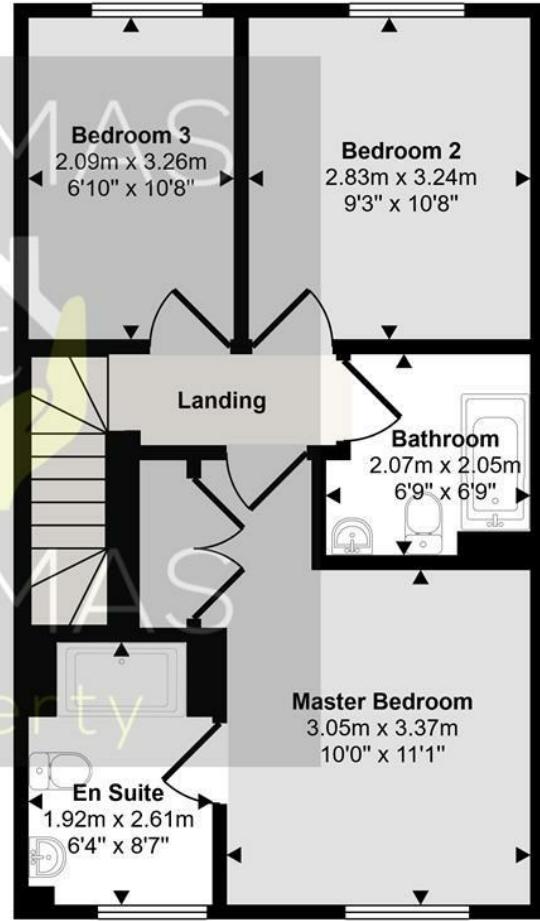 Bedroom 3
2.09m x 3.26m
6'10" x 10'8"
Bedroom 2
2.83m x 3.24m
9'3" x 10'8"
Landing
Bathroom
2.07m x 2.05m
6'9" x 6'9"
Master Bedroom
3.05m x 3.37m
10'0" x 11'1"
En Suite
1.92m x 2.61m
6'4" x 8'7"
MAS
MAS